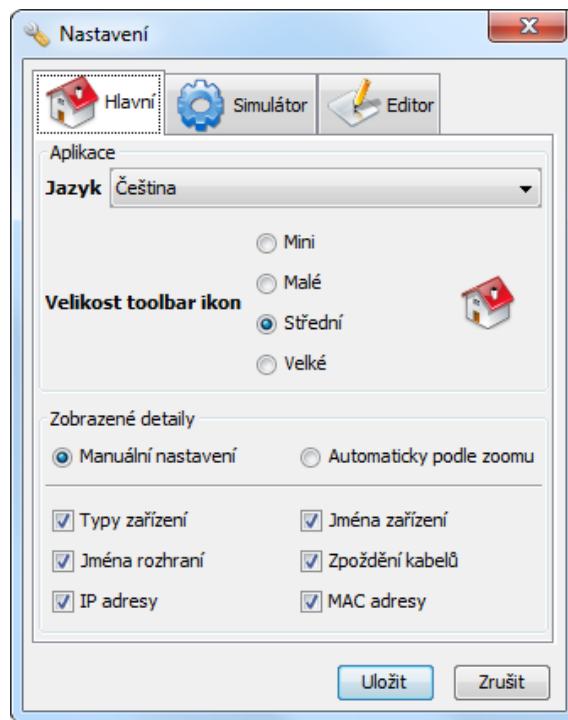 Nastavení
Hlavní Simulátor Editor
Aplikace
Jazyk Čeština
Mini
Malé
Velikost toolbar ikon
Střední
Velké
Zobrazené detaily
Manuální nastavení Automaticky podle zoomu
Typy zařízení Jména zařízení
Jména rozhraní Zpoždění kabelů
IP adresy MAC adresy
Uložit Zrušit